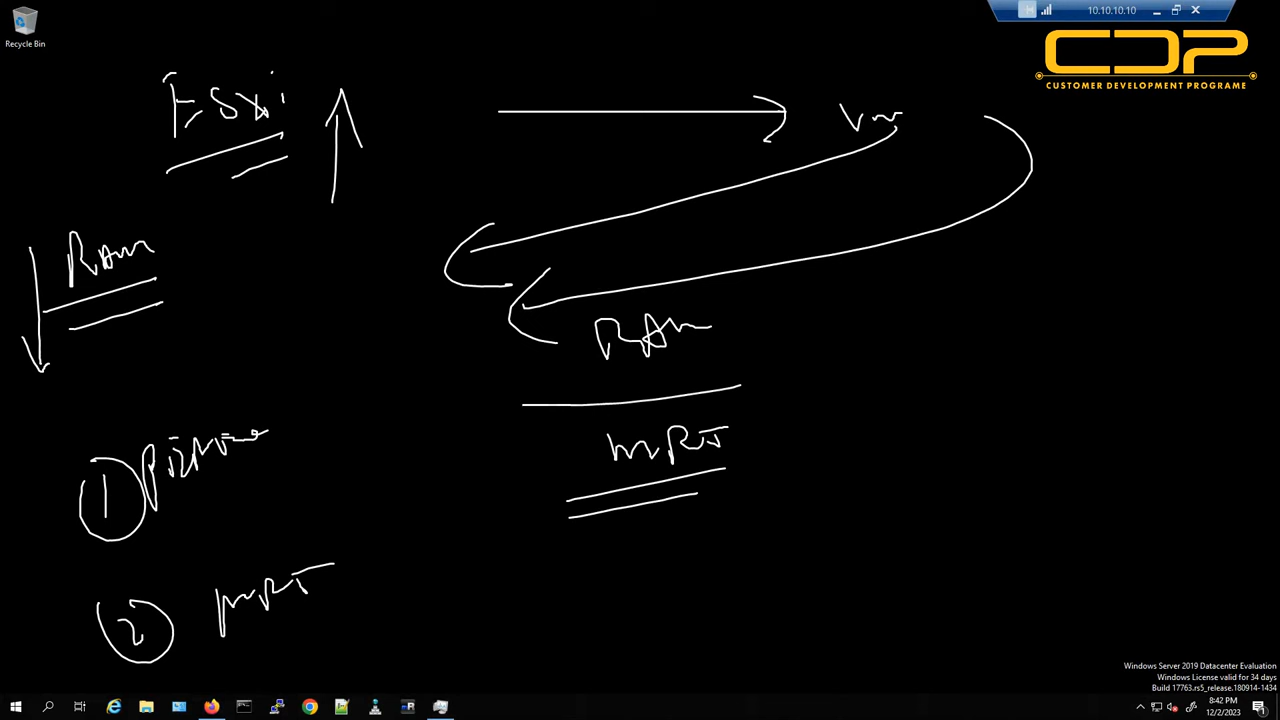 Recycle Bin
10.10.10.10
CDP
CUSTOMER DEVELOPMENT PROGRAME
ESXi
Vm
RAM
RAM
MRT
1
2 MRT
Windows Server 2019 Datacenter Evaluation
Windows License valid for 34 days
Build 17763.rs5_release.180914-1434
8:42 PM
12/2/2023